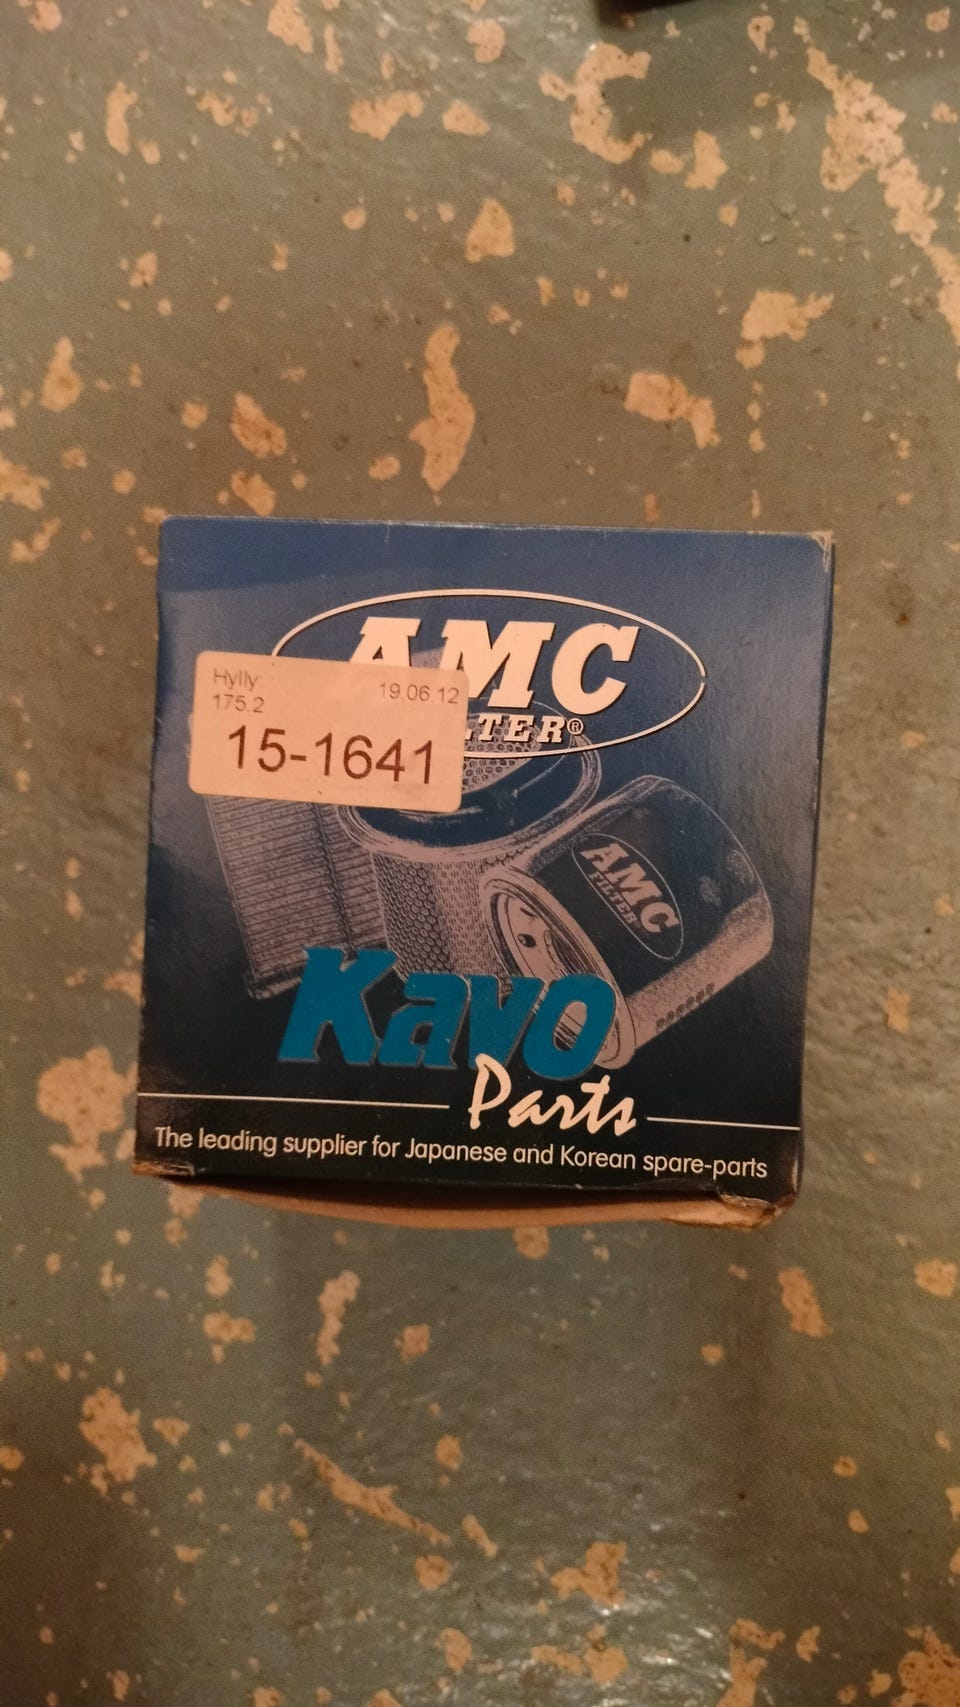 AMC
LTER®
Hylly:
19.06.12
175.2
15-1641
AMC
FILTER
Kavo
Parts
The leading supplier for Japanese and Korean spare-parts